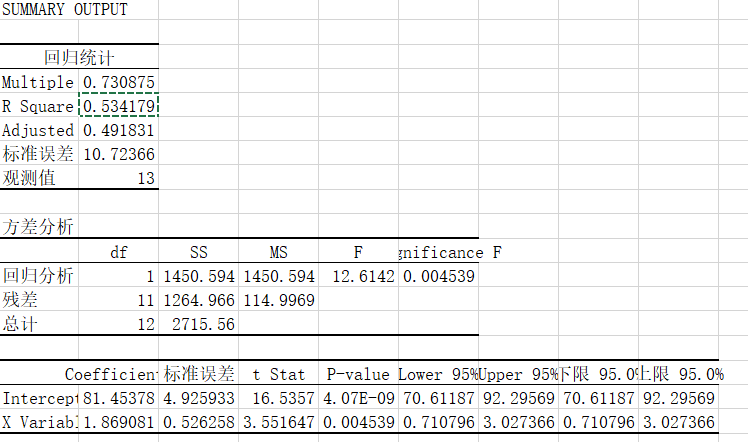 SUMMARY OUTPUT
回归统计
Multiple 0.730875
R Square 0.534179
Adjusted 0.491831
标准误差 10.72366
观测值 13
方差分析
df SS MS F gnificance F
回归分析 1 1450.594 1450.594 12.6142 0.004539
残差 11 1264.966 114.9969
总计 12 2715.56
Coefficien 标准误差 t Stat P-value Lower 95% Upper 95% 下限 95.0% 上限 95.0%
Intercept 81.45378 4.925933 16.5357 4.07E-09 70.61187 92.29569 70.61187 92.29569
X Variabl 1.869081 0.526258 3.551647 0.004539 0.710796 3.027366 0.710796 3.027366